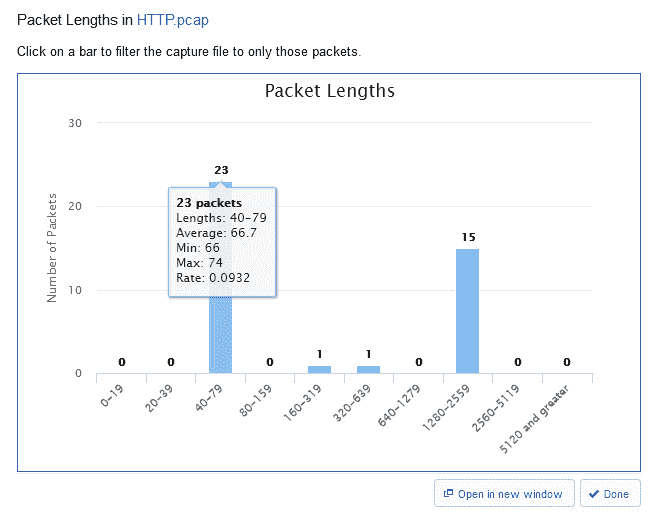 Packet Lengths in HTTP.pcap
Click on a bar to filter the capture file to only those packets.
Packet Lengths
Number of Packets
30
20
10
0
0
0
23
0
1
1
0
15
0
0
23 packets
Lengths: 40-79
Average: 66.7
Min: 66
Max: 74
Rate: 0.0932
0-19
20-39
40-79
80-159
160-319
320-639
640-1279
1280-2559
2560-5119
5120 and greater
Open in new window
Done